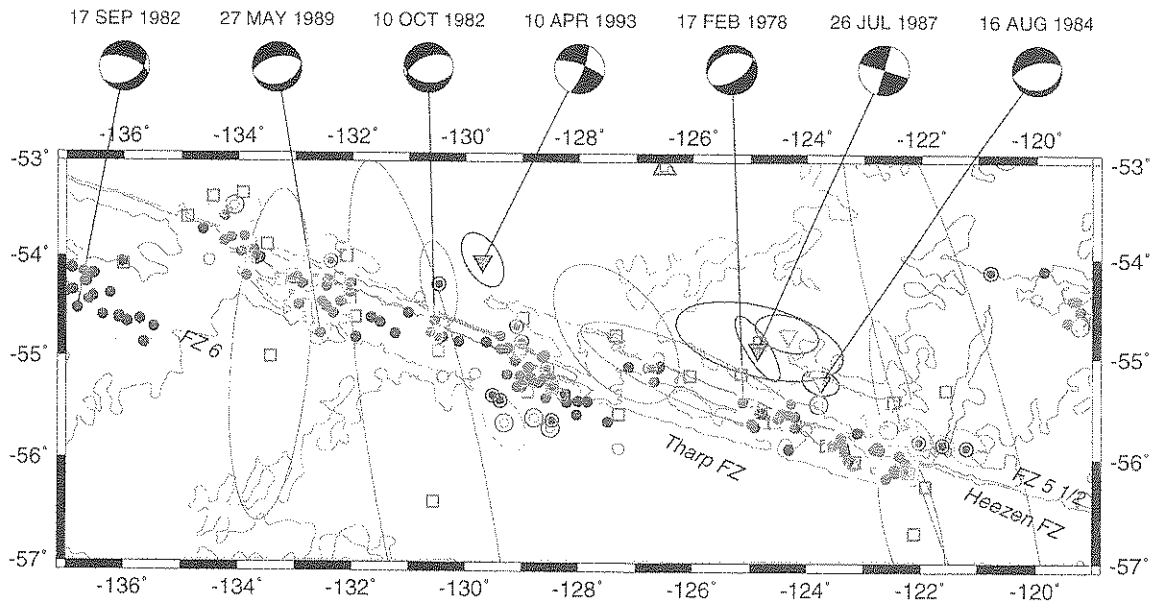 17 SEP 1982 27 MAY 1989 10 OCT 1982 10 APR 1993 17 FEB 1978 26 JUL 1987 16 AUG 1984
-136° -134° -132° -130° -128° -126° -124° -122° -120°
-53° -53°
-54° -54°
FZ 6
-55° -55°
Tharp FZ
-56° -56°
FZ 5 1/2
Heezen FZ
-57° -57°
-136° -134° -132° -130° -128° -126° -124° -122° -120°